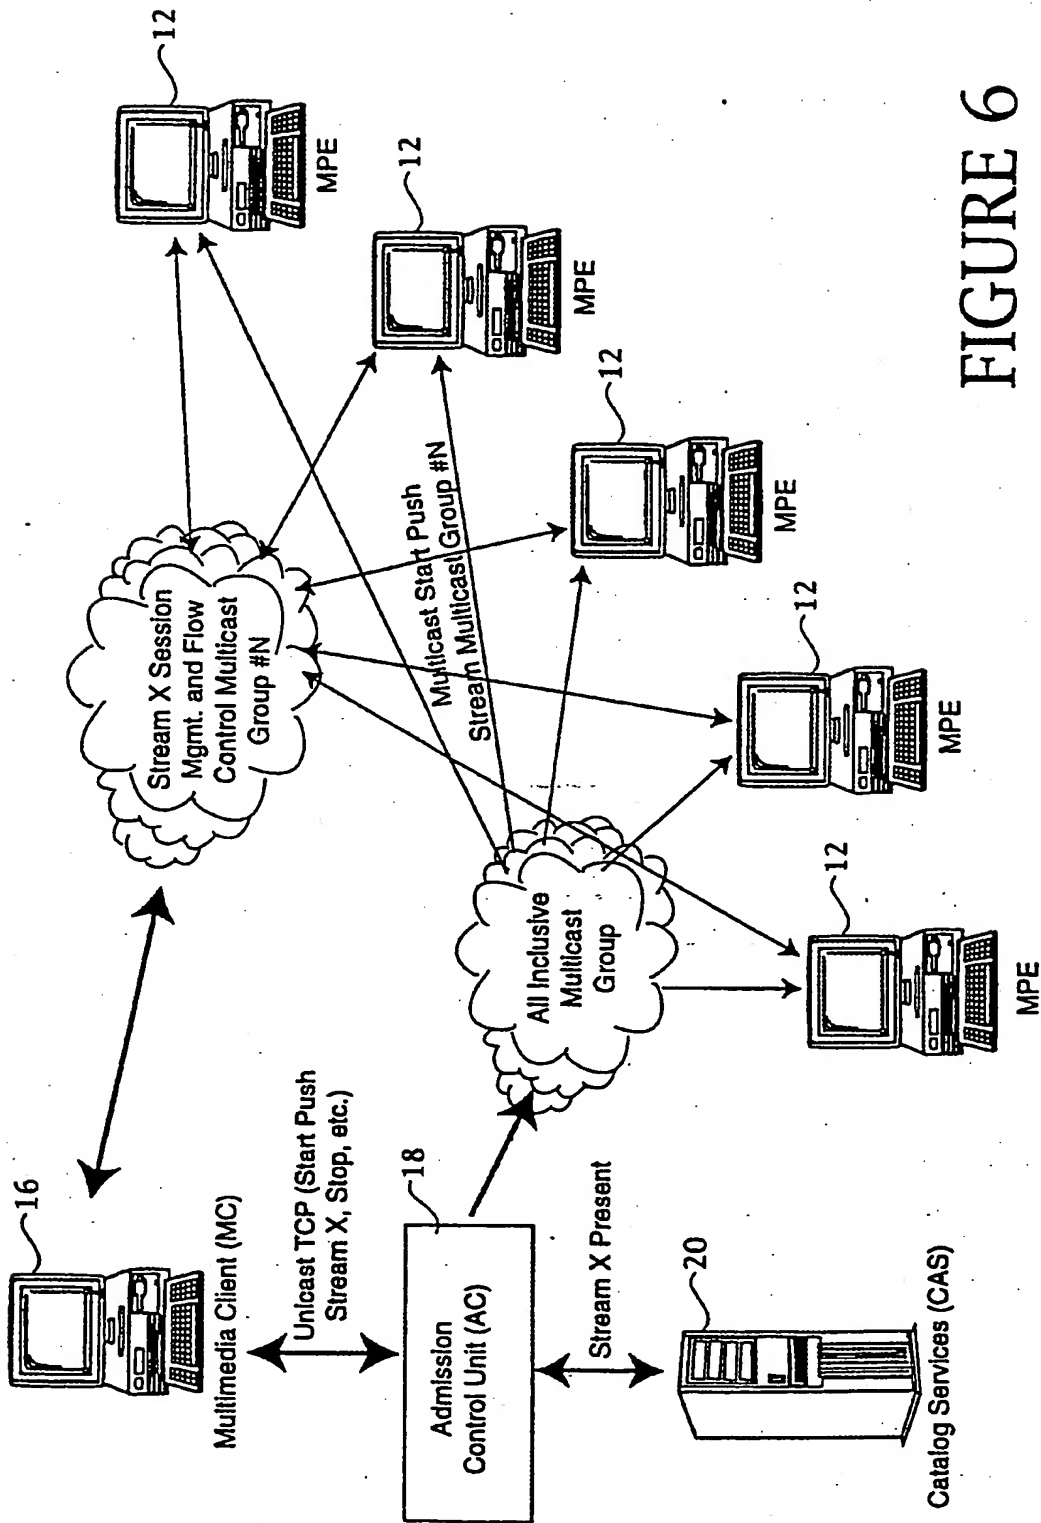 16
Multimedia Client (MC)
Unicast TCP (Start Push
Stream X, Stop, etc.)
18
Admission
Control Unit (AC)
Stream X Present
20
Catalog Services (CAS)
Stream X Session
Mgmt. and Flow
Control Multicast
Group #N
All Inclusive
Multicast
Group
Multicast Start Push
Stream Multicast Group #N
12
MPE
12
MPE
12
MPE
12
MPE
12
MPE
FIGURE 6